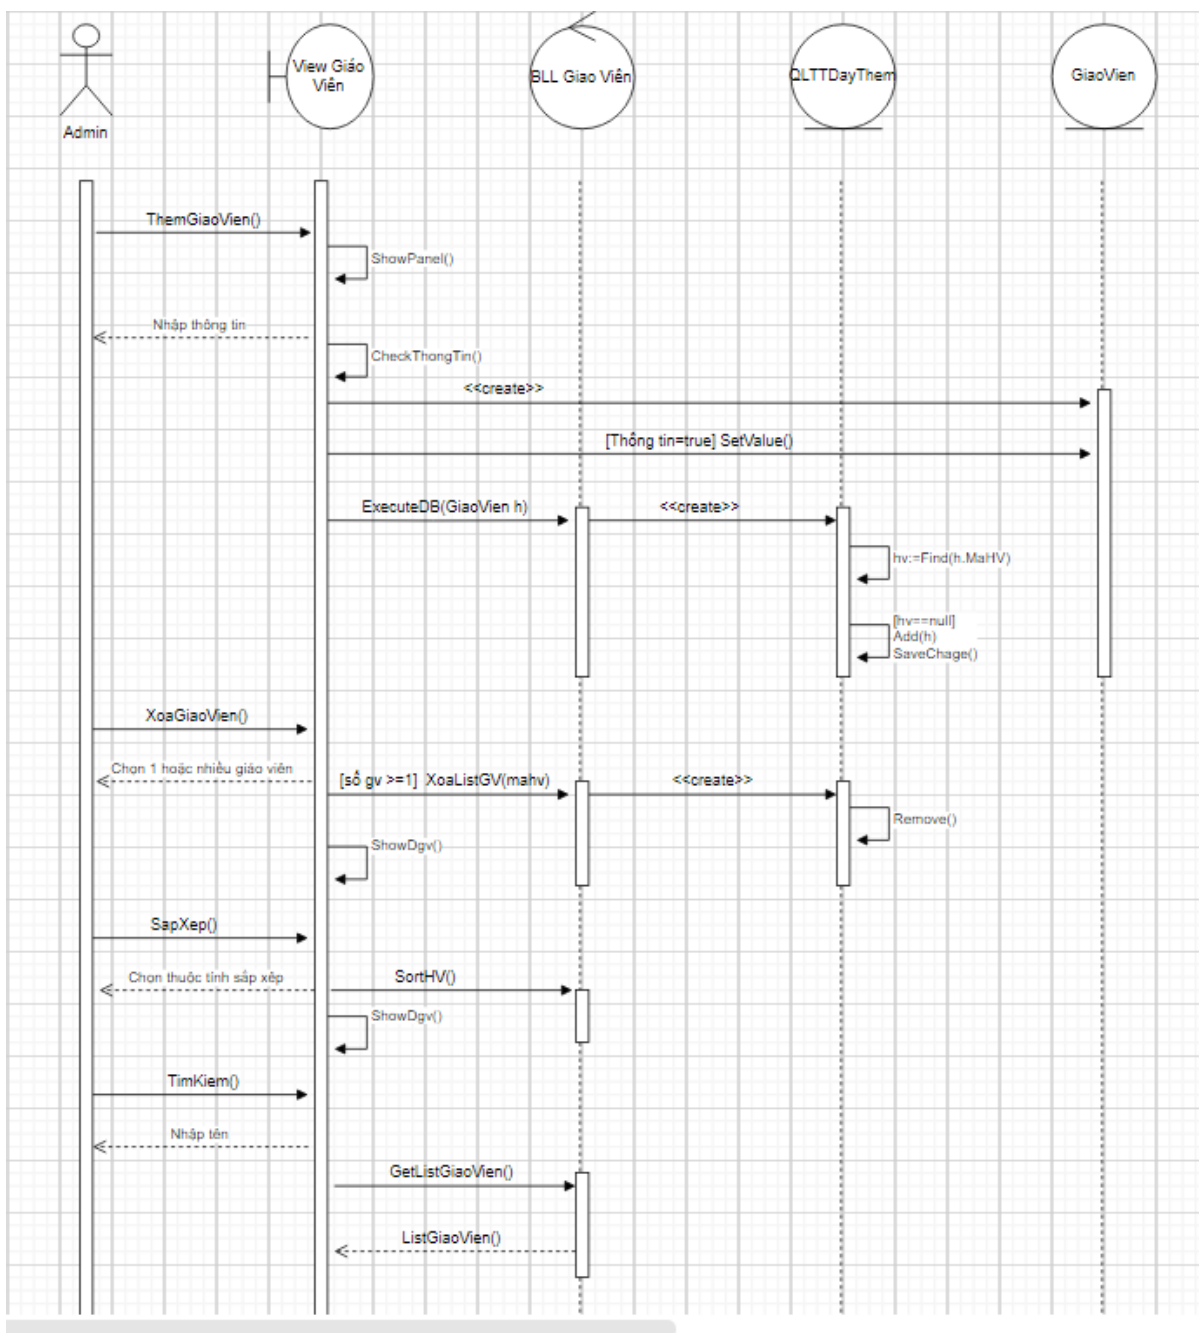 View Giáo
Viên
BLL Giao Viên
QLTTDayThem
GiaoVien
Admin
ThemGiaoVien()
ShowPanel()
Nhập thông tin
CheckThongTin()
<<create>>
[Thông tin=true] SetValue()
ExecuteDB(GiaoVien h)
<<create>>
hv:=Find(h.MaHV)
[hv==null]
Add(h)
SaveChage()
XoaGiaoVien()
Chọn 1 hoặc nhiều giáo viên
[số gv >=1] XoaListGV(mahv)
<<create>>
Remove()
ShowDgv()
SapXep()
Chọn thuộc tính sắp xếp
SortHV()
ShowDgv()
TimKiem()
Nhập tên
GetListGiaoVien()
ListGiaoVien()